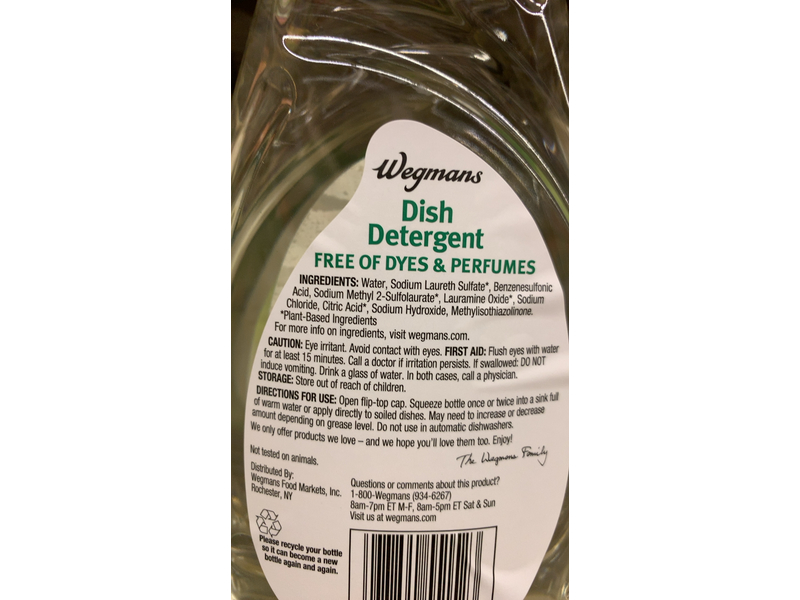 Wegmans
Dish
Detergent
FREE OF DYES & PERFUMES
INGREDIENTS: Water, Sodium Laureth Sulfate*, Benzenesulfonic
Acid, Sodium Methyl 2-Sulfolaurate*, Lauramine Oxide*, Sodium
Chloride, Citric Acid*, Sodium Hydroxide, Methylisothiazolinone.
*Plant-Based Ingredients
For more info on ingredients, visit wegmans.com.
CAUTION: Eye irritant. Avoid contact with eyes. FIRST AID: Flush eyes with water
for at least 15 minutes. Call a doctor if irritation persists. If swallowed: DO NOT
induce vomiting. Drink a glass of water. In both cases, call a physician.
STORAGE: Store out of reach of children.
DIRECTIONS FOR USE: Open flip-top cap. Squeeze bottle once or twice into a sink full
of warm water or apply directly to soiled dishes. May need to increase or decrease
amount depending on grease level. Do not use in automatic dishwashers.
We only offer products we love – and we hope you'll love them too. Enjoy!
The Wegmans Family
Not tested on animals.
Distributed By:
Wegmans Food Markets, Inc.
Rochester, NY
Questions or comments about this product?
1-800-Wegmans (934-6267)
8am-7pm ET M-F, 8am-5pm ET Sat & Sun
Visit us at wegmans.com
Please recycle your bottle
so it can become a new
bottle again and again.